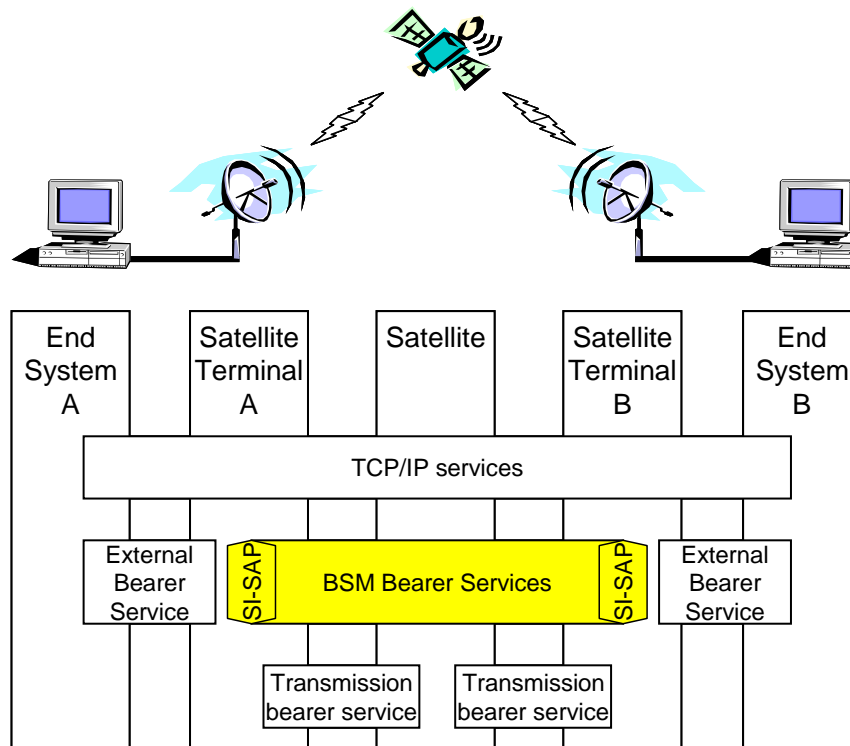 End
System
A
Satellite
Terminal
A
Satellite
Satellite
Terminal
B
End
System
B
TCP/IP services
External
Bearer
Service
SI-SAP
BSM Bearer Services
SI-SAP
External
Bearer
Service
Transmission
bearer service
Transmission
bearer service